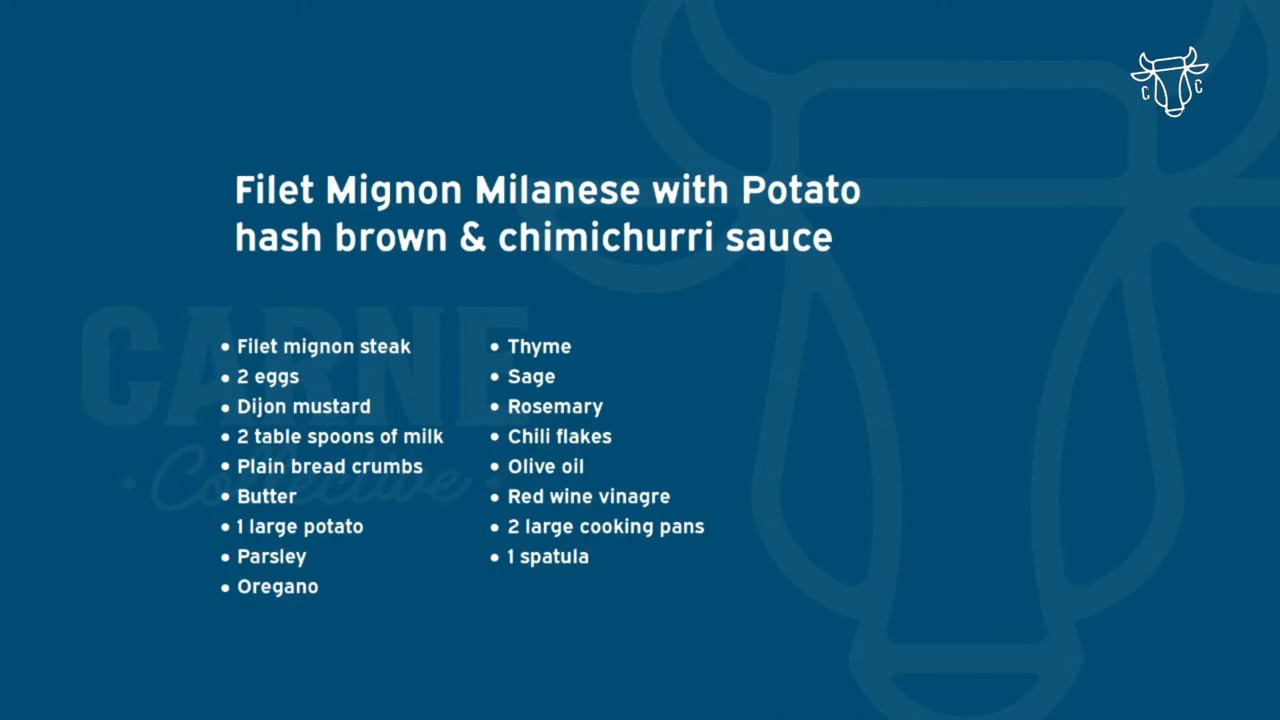 C C
Filet Mignon Milanese with Potato
hash brown & chimichurri sauce
CARNE
Collective
• Filet mignon steak
• 2 eggs
• Dijon mustard
• 2 table spoons of milk
• Plain bread crumbs
• Butter
• 1 large potato
• Parsley
• Oregano
• Thyme
• Sage
• Rosemary
• Chili flakes
• Olive oil
• Red wine vinagre
• 2 large cooking pans
• 1 spatula